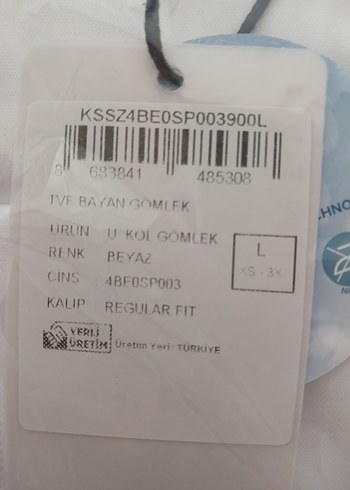 KSSZ4BE0SP003900L
8 683841 485308
TVF BAYAN GÖMLEK
ÜRÜN U KOL GÖMLEK
RENK BEYAZ
CİNS 4BE0SP003
KALIP REGULAR FIT
L
XS - 3X
YERLİ
ÜRETİM
Üretim Yeri : TÜRKİYE